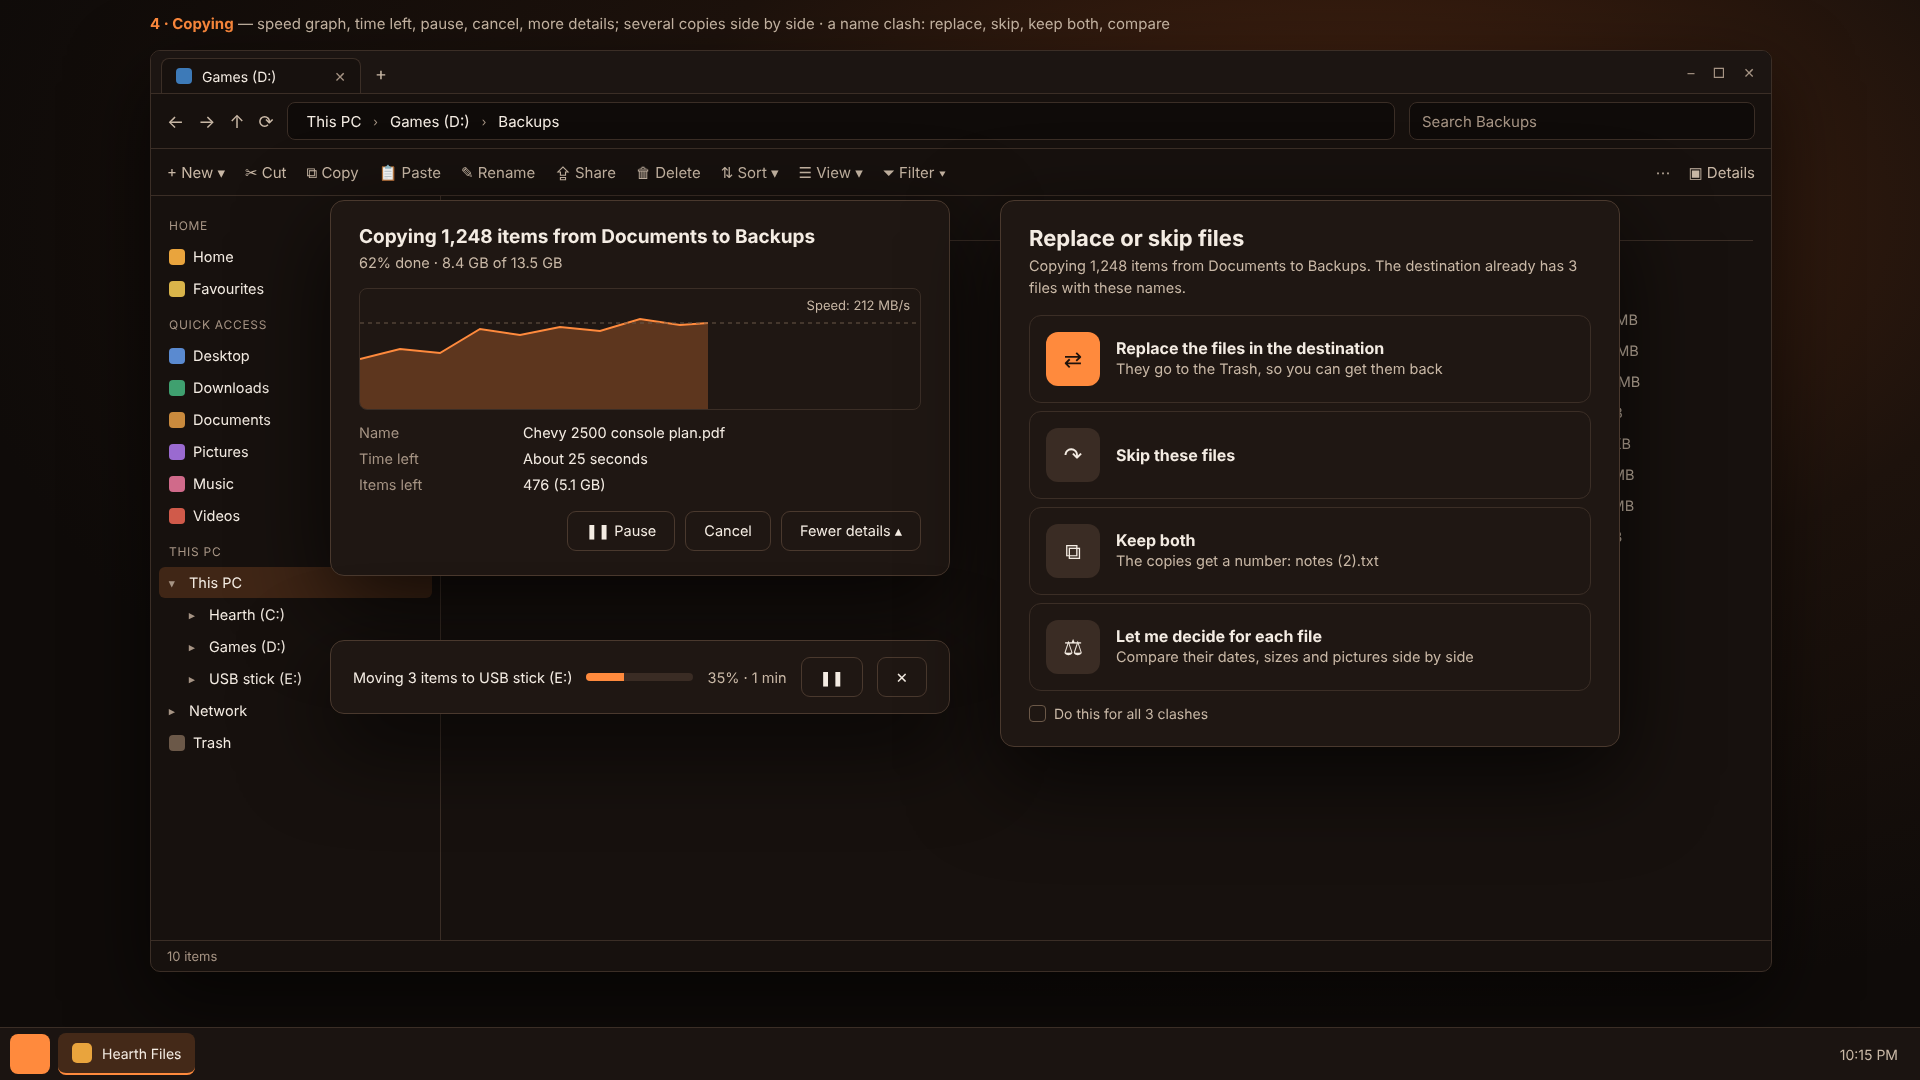 4 · Copying — speed graph, time left, pause, cancel, more details; several copies side by side · a name clash: replace, skip, keep both, compare
Games (D:)
This PC › Games (D:) › Backups
Search Backups
+ New ▾ Cut Copy Paste Rename Share Delete Sort ▾ View ▾ Filter ▾ ⋯ Details
HOME
Home
Favourites
QUICK ACCESS
Desktop
Downloads
Documents
Pictures
Music
Videos
THIS PC
This PC
Hearth (C:)
Games (D:)
USB stick (E:)
Network
Trash
Copying 1,248 items from Documents to Backups
62% done · 8.4 GB of 13.5 GB
Speed: 212 MB/s
Name Chevy 2500 console plan.pdf
Time left About 25 seconds
Items left 476 (5.1 GB)
Pause Cancel Fewer details ▴
Moving 3 items to USB stick (E:) 35% · 1 min
Replace or skip files
Copying 1,248 items from Documents to Backups. The destination already has 3
files with these names.
Replace the files in the destination
They go to the Trash, so you can get them back
Skip these files
Keep both
The copies get a number: notes (2).txt
Let me decide for each file
Compare their dates, sizes and pictures side by side
Do this for all 3 clashes
10 items
Hearth Files
10:15 PM